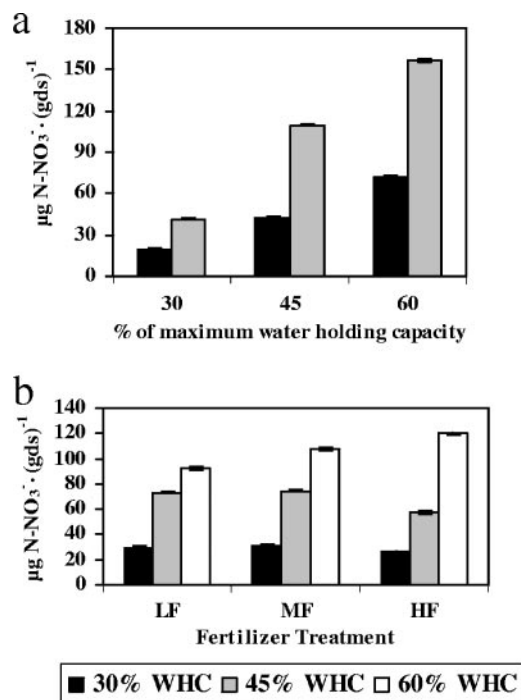 a
µg N-NO₃⁻ · (gds)⁻¹
180
150
120
90
60
30
0
30 45 60
% of maximum water holding capacity
b
µg N-NO₃⁻ · (gds)⁻¹
140
120
100
80
60
40
20
0
LF MF HF
Fertilizer Treatment
30% WHC 45% WHC 60% WHC